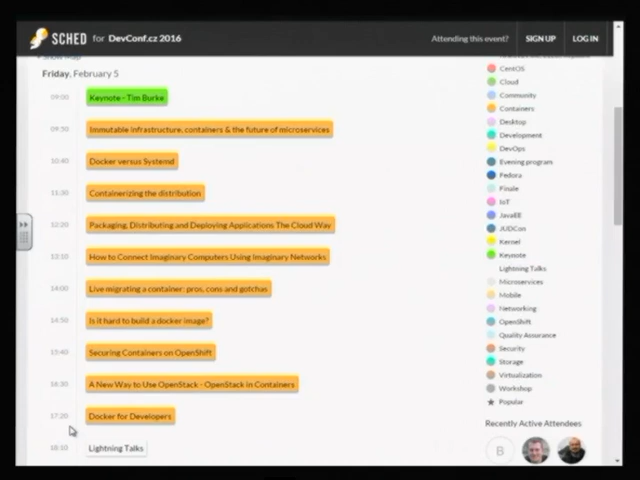 SCHED for DevConf.cz 2016
Attending this event? SIGN UP LOG IN
Friday, February 5
09:00 Keynote - Tim Burke
09:50 Immutable infrastructure, containers & the future of microservices
10:40 Docker versus Systemd
11:30 Containerizing the distribution
12:20 Packaging, Distributing and Deploying Applications The Cloud Way
13:10 How to Connect Imaginary Computers Using Imaginary Networks
14:00 Live migrating a container: pros, cons and gotchas
14:50 Is it hard to build a docker image?
15:40 Securing Containers on OpenShift
16:30 A New Way to Use OpenStack - OpenStack in Containers
17:20 Docker for Developers
18:10 Lightning Talks
CentOS
Cloud
Community
Containers
Desktop
Development
DevOps
Evening program
Fedora
Finale
IoT
JavaEE
JUDCon
Kernel
Keynote
Lightning Talks
Microservices
Mobile
Networking
OpenShift
Quality Assurance
Security
Storage
Virtualization
Workshop
Popular
Recently Active Attendees
B